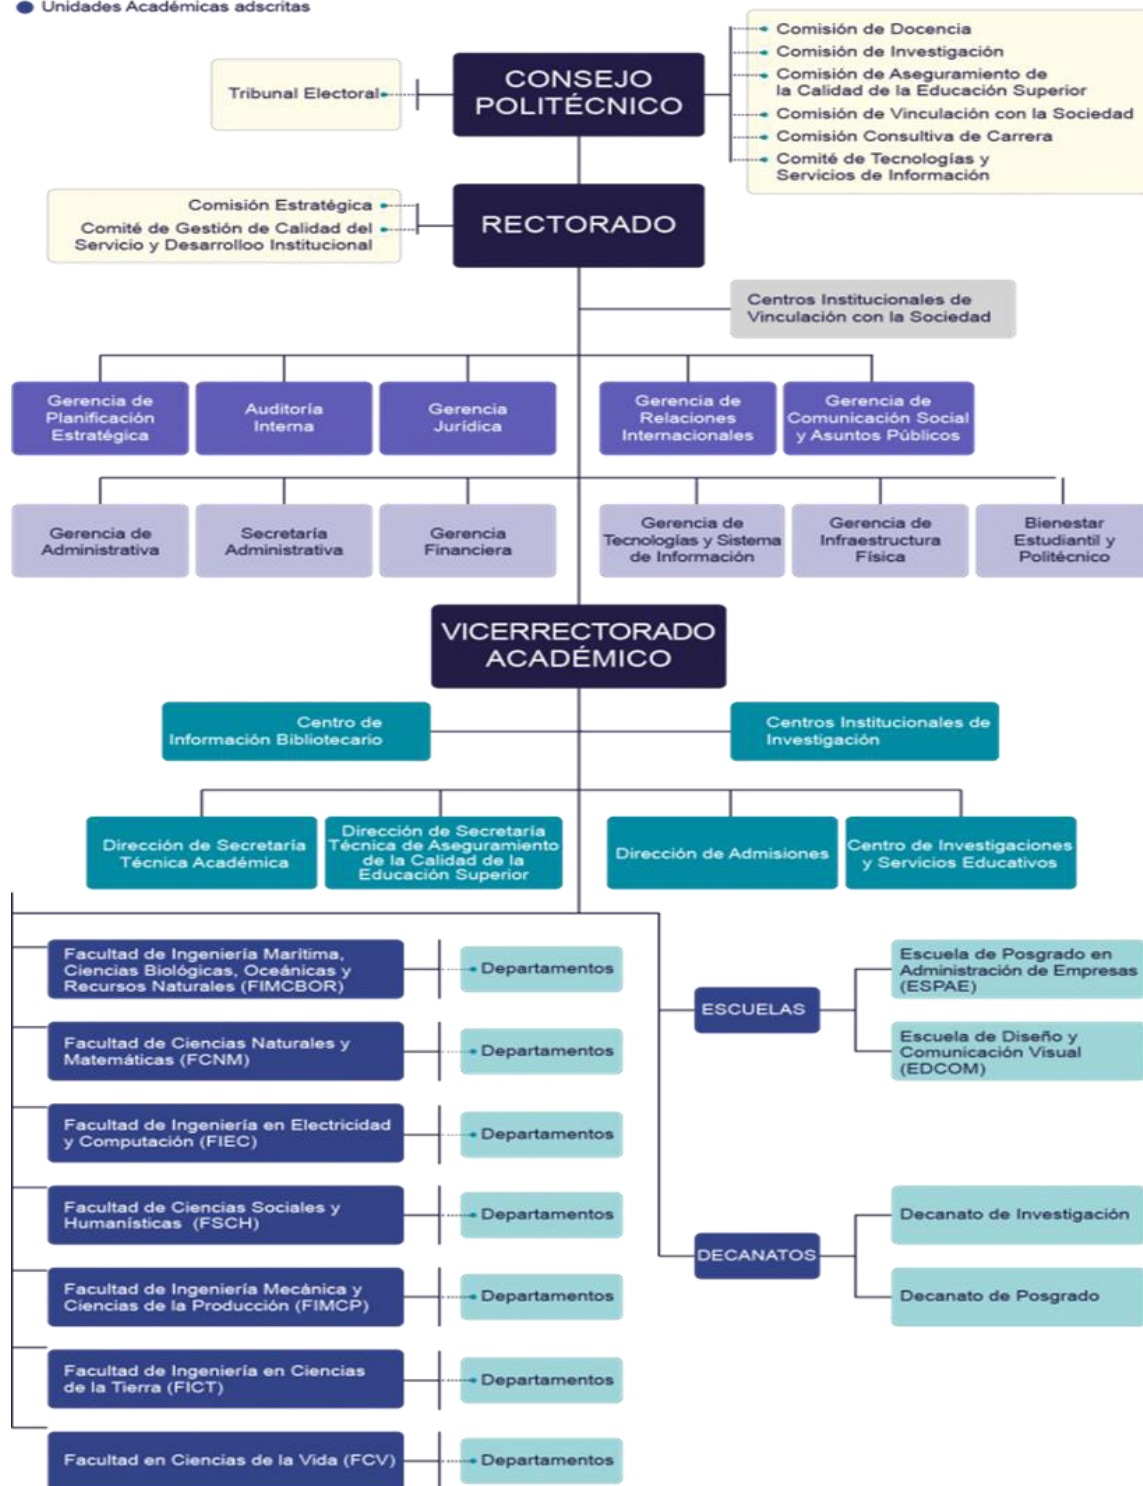 Unidades Académicas adscritas
Comisión de Docencia
Comisión de Investigación
Comisión de Aseguramiento de
la Calidad de la Educación Superior
Comisión de Vinculación con la Sociedad
Comisión Consultiva de Carrera
Comité de Tecnologías y
Servicios de Información
CONSEJO
POLITÉCNICO
Tribunal Electoral
Comisión Estratégica
Comité de Gestión de Calidad del
Servicio y Desarrolloo Institucional
RECTORADO
Centros Institucionales de
Vinculación con la Sociedad
Gerencia de
Planificación
Estratégica
Auditoría
Interna
Gerencia
Jurídica
Gerencia de
Relaciones
Internacionales
Gerencia de
Comunicación Social
y Asuntos Públicos
Gerencia de
Administrativa
Secretaría
Administrativa
Gerencia
Financiera
Gerencia de
Tecnologías y Sistema
de Información
Gerencia de
Infraestructura
Física
Bienestar
Estudiantil y
Politécnico
VICERRECTORADO
ACADÉMICO
Centro de
Información Bibliotecario
Centros Institucionales de
Investigación
Dirección de Secretaría
Técnica Académica
Dirección de Secretaría
Técnica de Aseguramiento
de la Calidad de la
Educación Superior
Dirección de Admisiones
Centro de Investigaciones
y Servicios Educativos
Facultad de Ingeniería Marítima,
Ciencias Biológicas, Oceánicas y
Recursos Naturales (FIMCBOR)
Departamentos
Facultad de Ciencias Naturales y
Matemáticas (FCNM)
Departamentos
Facultad de Ingeniería en Electricidad
y Computación (FIEC)
Departamentos
Facultad de Ciencias Sociales y
Humanísticas (FSCH)
Departamentos
Facultad de Ingeniería Mecánica y
Ciencias de la Producción (FIMCP)
Departamentos
Facultad de Ingeniería en Ciencias
de la Tierra (FICT)
Departamentos
Facultad en Ciencias de la Vida (FCV)
Departamentos
ESCUELAS
Escuela de Posgrado en
Administración de Empresas
(ESPAE)
Escuela de Diseño y
Comunicación Visual
(EDCOM)
DECANATOS
Decanato de Investigación
Decanato de Posgrado